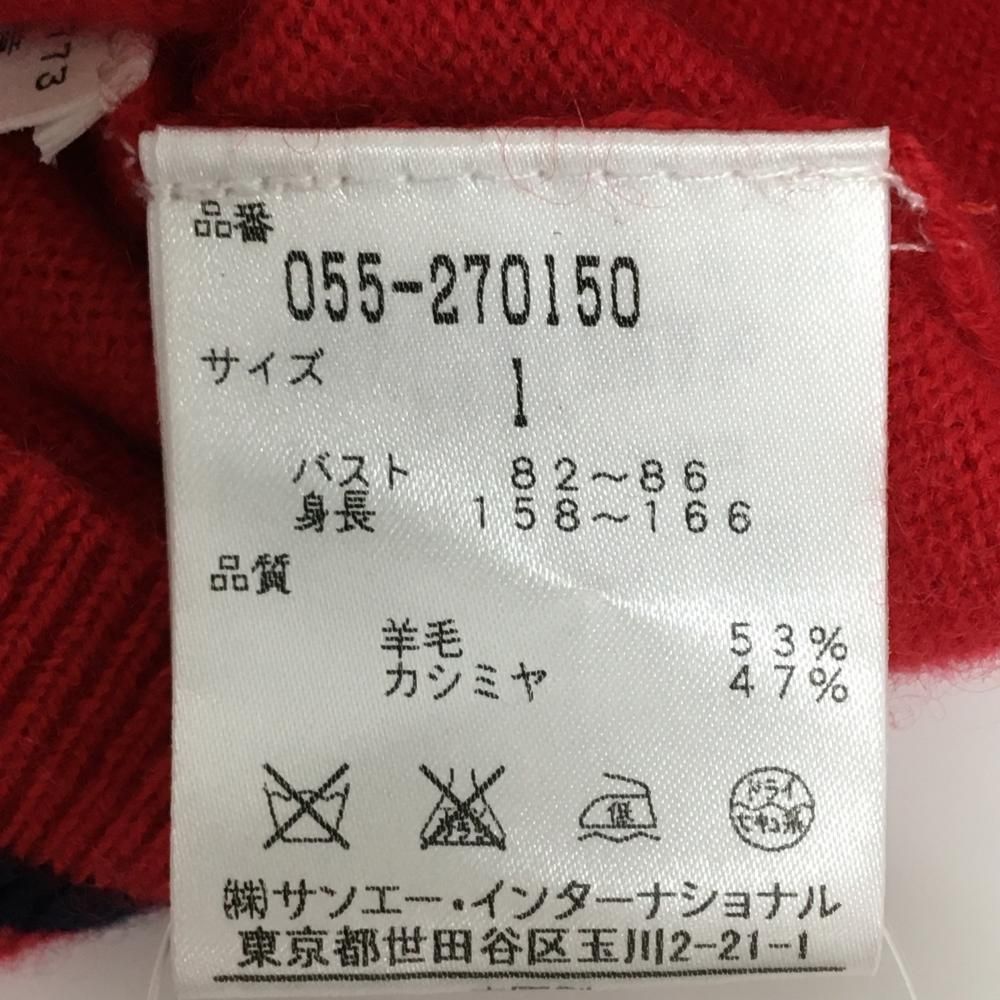 173
品番
055-270150
サイズ
1
バスト 82~86
身長 158~166
品質
羊毛 53%
カシミヤ 47%
低
ドライ
セキユ系
㈱サンエー・インターナショナル
東京都世田谷区玉川2-21-1